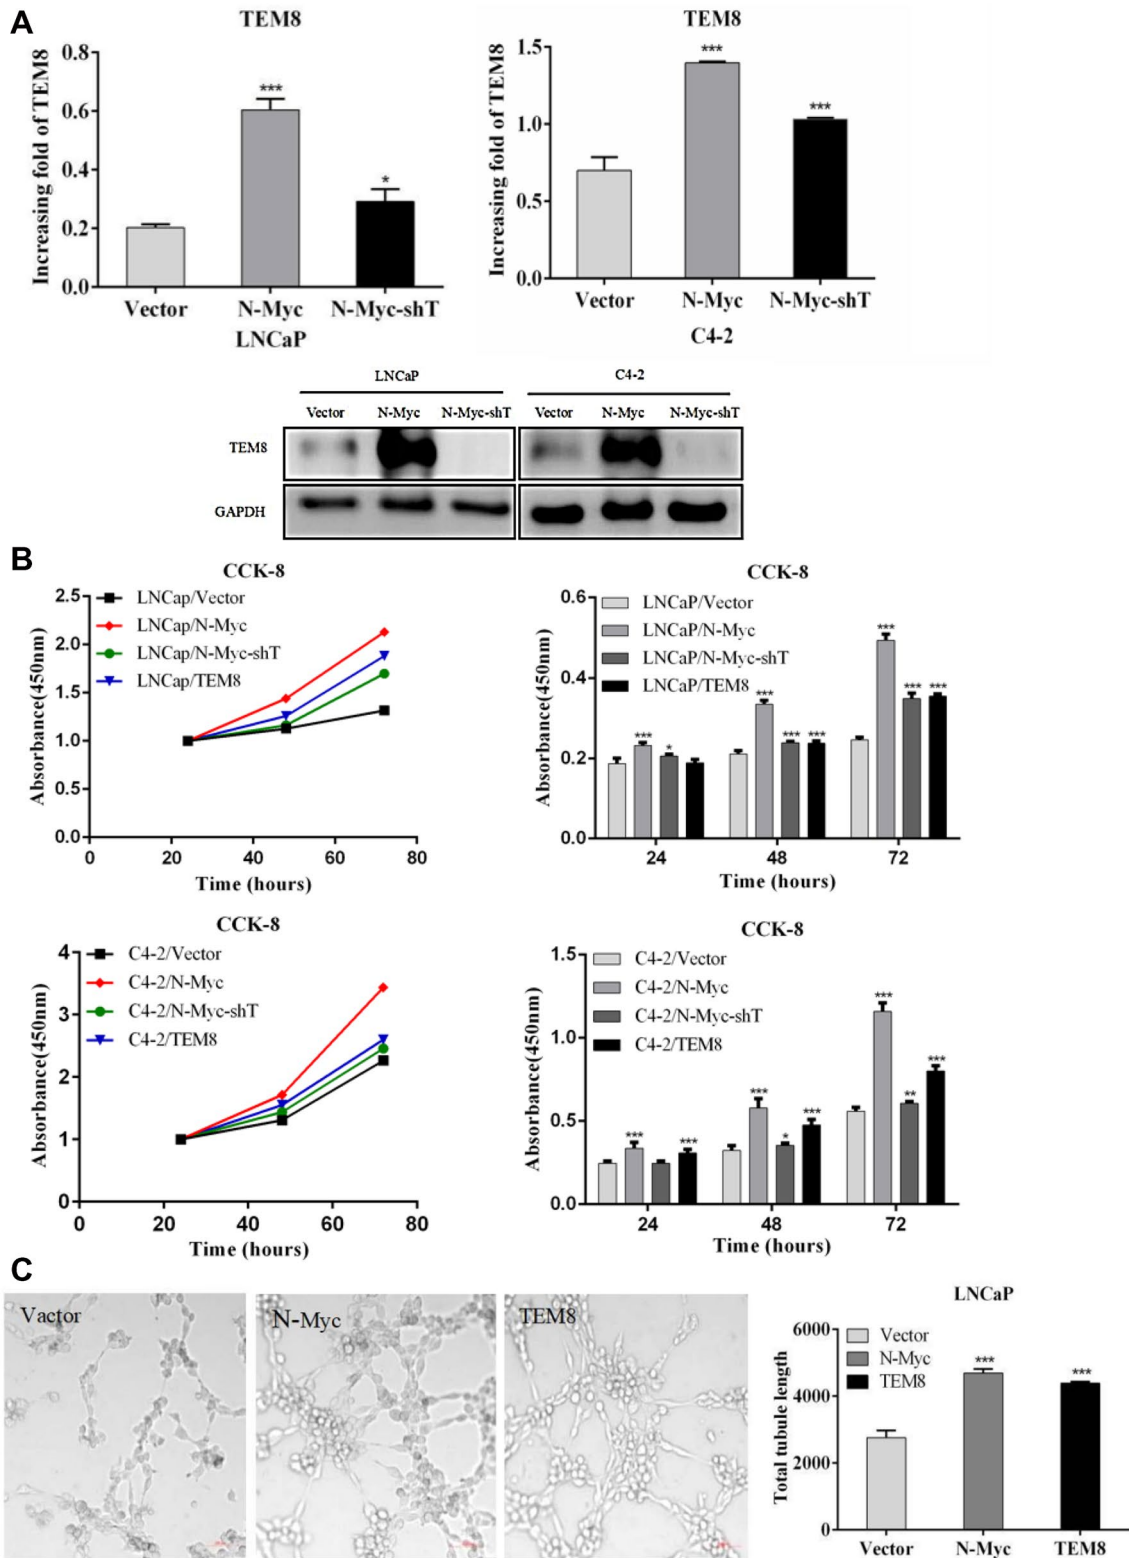 A
TEM8
Increasing fold of TEM8
0.8
0.6
0.4
0.2
0.0
***
*
Vector N-Myc N-Myc-shT
LNCaP
TEM8
Increasing fold of TEM8
1.5
1.0
0.5
0.0
***
***
Vector N-Myc N-Myc-shT
C4-2
LNCaP C4-2
Vector N-Myc N-Myc-shT Vector N-Myc N-Myc-shT
TEM8
GAPDH
B
CCK-8
LNCap/Vector
LNCap/N-Myc
LNCap/N-Myc-shT
LNCap/TEM8
Absorbance(450nm)
2.5
2.0
1.5
1.0
0.5
0.0
0 20 40 60 80
Time (hours)
CCK-8
LNCaP/Vector
LNCaP/N-Myc
LNCaP/N-Myc-shT
LNCaP/TEM8
Absorbance(450nm)
0.6
0.4
0.2
0.0
*** *
*** *** ***
*** *** ***
24 48 72
Time (hours)
CCK-8
C4-2/Vector
C4-2/N-Myc
C4-2/N-Myc-shT
C4-2/TEM8
Absorbance(450nm)
4
3
2
1
0
0 20 40 60 80
Time (hours)
CCK-8
C4-2/Vector
C4-2/N-Myc
C4-2/N-Myc-shT
C4-2/TEM8
Absorbance(450nm)
1.5
1.0
0.5
0.0
*** ***
*** * ***
*** ** ***
24 48 72
Time (hours)
C
Vactor
N-Myc
TEM8
LNCaP
Vector
N-Myc
TEM8
Total tubule length
6000
4000
2000
0
***
***
Vector N-Myc TEM8